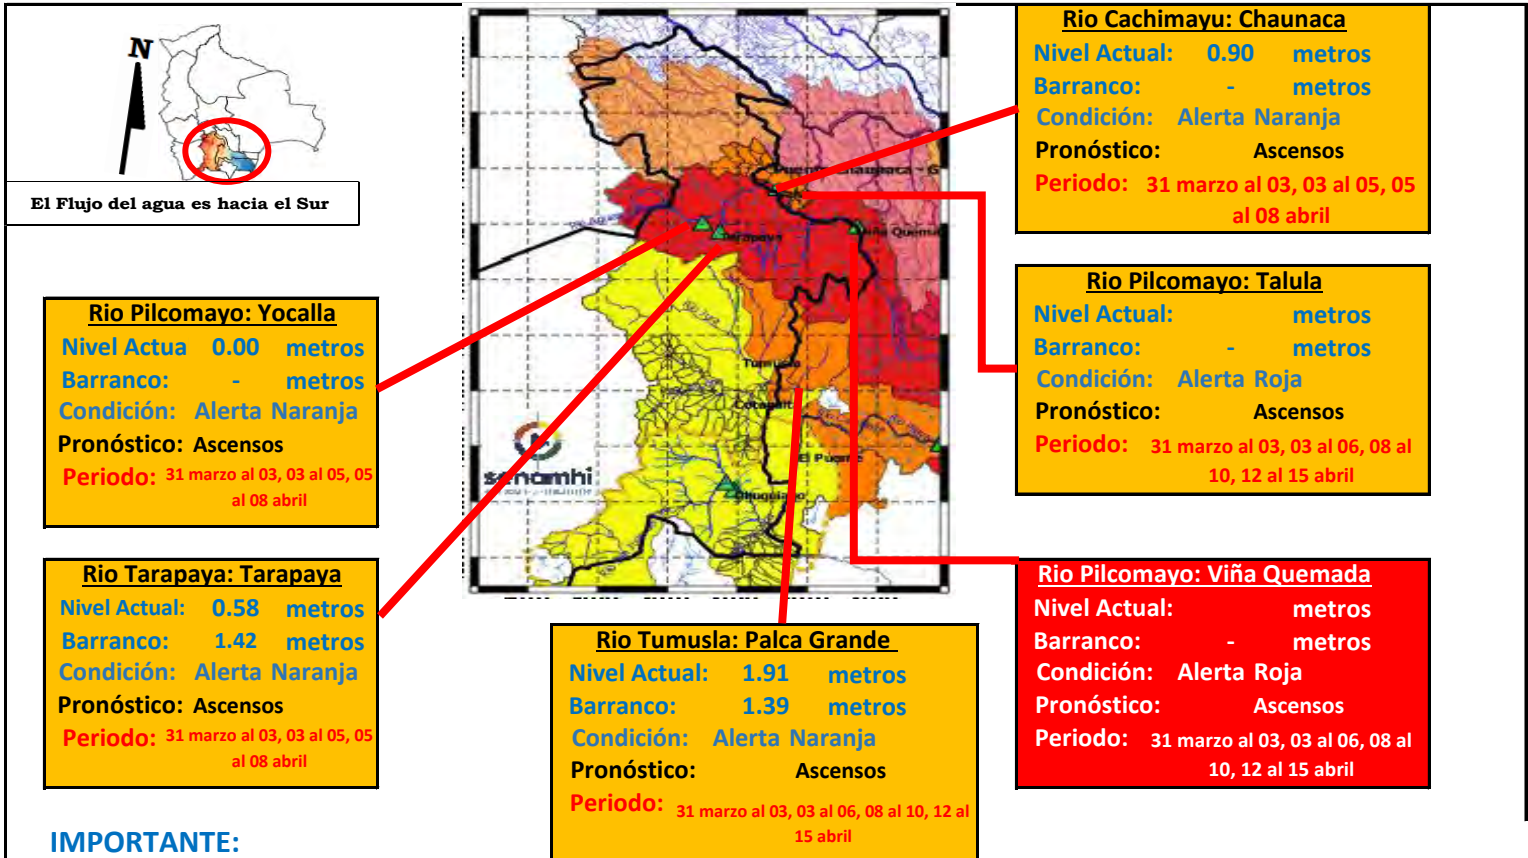 N
El Flujo del agua es hacia el Sur
Rio Pilcomayo: Yocalla
Nivel Actua 0.00 metros
Barranco: - metros
Condición: Alerta Naranja
Pronóstico: Ascensos
Periodo: 31 marzo al 03, 03 al 05, 05
al 08 abril
Rio Tarapaya: Tarapaya
Nivel Actual: 0.58 metros
Barranco: 1.42 metros
Condición: Alerta Naranja
Pronóstico: Ascensos
Periodo: 31 marzo al 03, 03 al 05, 05
al 08 abril
IMPORTANTE:
Tarapaya
Viña Quema
Tumusla
Cotagaita
El Puente
senamhi
Rio Tumusla: Palca Grande
Nivel Actual: 1.91 metros
Barranco: 1.39 metros
Condición: Alerta Naranja
Pronóstico: Ascensos
Periodo: 31 marzo al 03, 03 al 06, 08 al 10, 12 al
15 abril
Rio Cachimayu: Chaunaca
Nivel Actual: 0.90 metros
Barranco: - metros
Condición: Alerta Naranja
Pronóstico: Ascensos
Periodo: 31 marzo al 03, 03 al 05, 05
al 08 abril
Rio Pilcomayo: Talula
Nivel Actual: metros
Barranco: - metros
Condición: Alerta Roja
Pronóstico: Ascensos
Periodo: 31 marzo al 03, 03 al 06, 08 al
10, 12 al 15 abril
Rio Pilcomayo: Viña Quemada
Nivel Actual: metros
Barranco: - metros
Condición: Alerta Roja
Pronóstico: Ascensos
Periodo: 31 marzo al 03, 03 al 06, 08 al
10, 12 al 15 abril